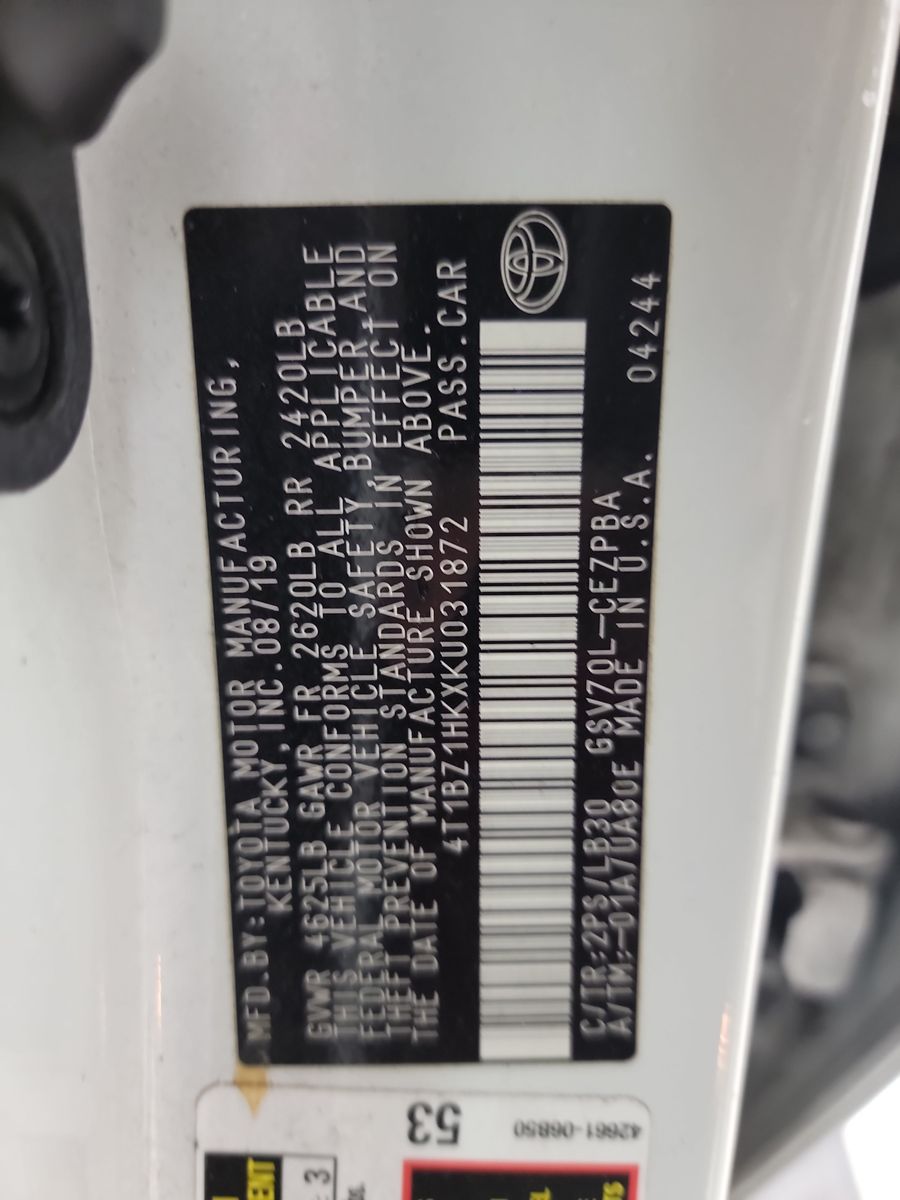 MFD.BY:TOYOTA MOTOR MANUFACTURING,
KENTUCKY,INC.08/19
GVWR 4625LB GAWR FR 2620LB RR 2420LB
THIS VEHICLE CONFORMS TO ALL APPLICABLE
FEDERAL MOTOR VEHICLE SAFETY,BUMPER,AND
THEFT PREVENTION STANDARDS IN EFFECT ON
THE DATE OF MANUFACTURE SHOWN ABOVE.
4T1BZ1HKXKU031872 PASS.CAR
C/TR:2PS/LB30 GSV70L-CEZPBA
A/TM:-01A/UA80E MADE IN U.S.A. 04244
53
42661-06B50
3